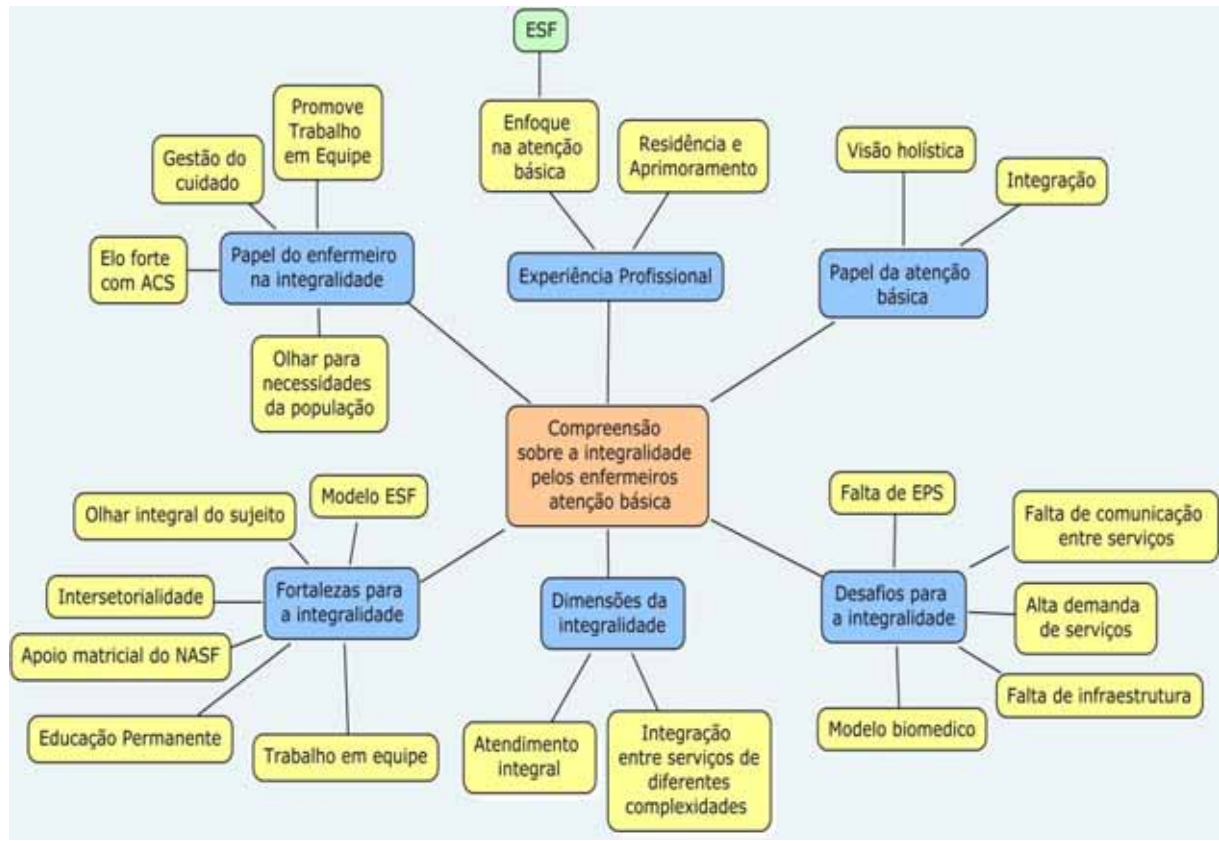 ESF
Promove
Trabalho
em Equipe
Gestão do
cuidado
Elo forte
com ACS
Papel do enfermeiro
na integralidade
Olhar para
necessidades
da população
Enfoque
na atenção
básica
Residência e
Aprimoramento
Experiência Profissional
Visão holística
Integração
Papel da atenção
básica
Compreensão
sobre a integralidade
pelos enfermeiros
atenção básica
Modelo ESF
Olhar integral do sujeito
Intersetorialidade
Fortalezas para
a integralidade
Apoio matricial do NASF
Educação Permanente
Trabalho em equipe
Dimensões da
integralidade
Atendimento
integral
Integração
entre serviços de
diferentes
complexidades
Falta de EPS
Falta de comunicação
entre serviços
Desafios para
a integralidade
Alta demanda
de serviços
Falta de infraestrutura
Modelo biomedico